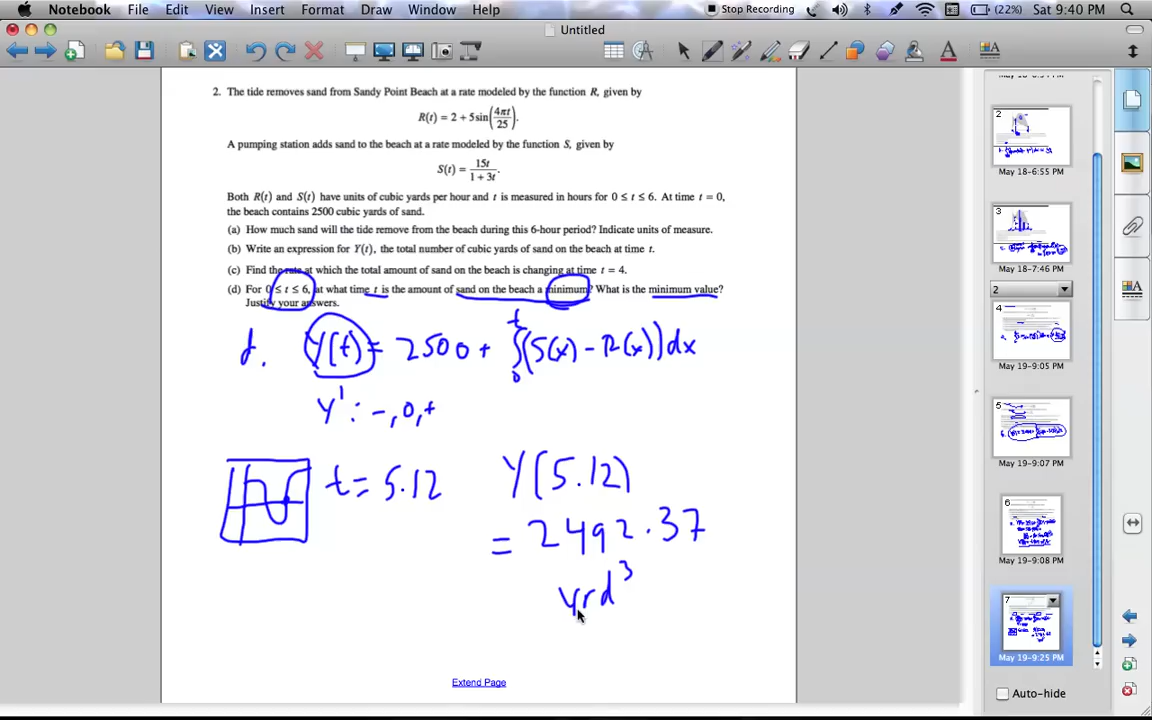 Notebook File Edit View Insert Format Draw Window Help Stop Recording (22%) Sat 9:40 PM
Untitled
2. The tide removes sand from Sandy Point Beach at a rate modeled by the function R, given by
R(t) = 2 + 5sin(4πt/25).
A pumping station adds sand to the beach at a rate modeled by the function S, given by
S(t) = 15t/(1 + 3t).
Both R(t) and S(t) have units of cubic yards per hour and t is measured in hours for 0 ≤ t ≤ 6. At time t = 0,
the beach contains 2500 cubic yards of sand.
(a) How much sand will the tide remove from the beach during this 6-hour period? Indicate units of measure.
(b) Write an expression for Y(t), the total number of cubic yards of sand on the beach at time t.
(c) Find the rate at which the total amount of sand on the beach is changing at time t = 4.
(d) For 0 ≤ t ≤ 6, at what time t is the amount of sand on the beach a minimum? What is the minimum value?
Justify your answers.
d. Y(t) = 2500 + ∫₀ᵗ(S(x) - R(x))dx
Y' : -, 0, +
t = 5.12 Y(5.12)
= 2492.37
yrd³
Extend Page
2
May 18-6:55 PM
3
May 18-7:46 PM
2
4
May 19-9:05 PM
5
May 19-9:07 PM
6
May 19-9:08 PM
7
May 19-9:25 PM
Auto-hide